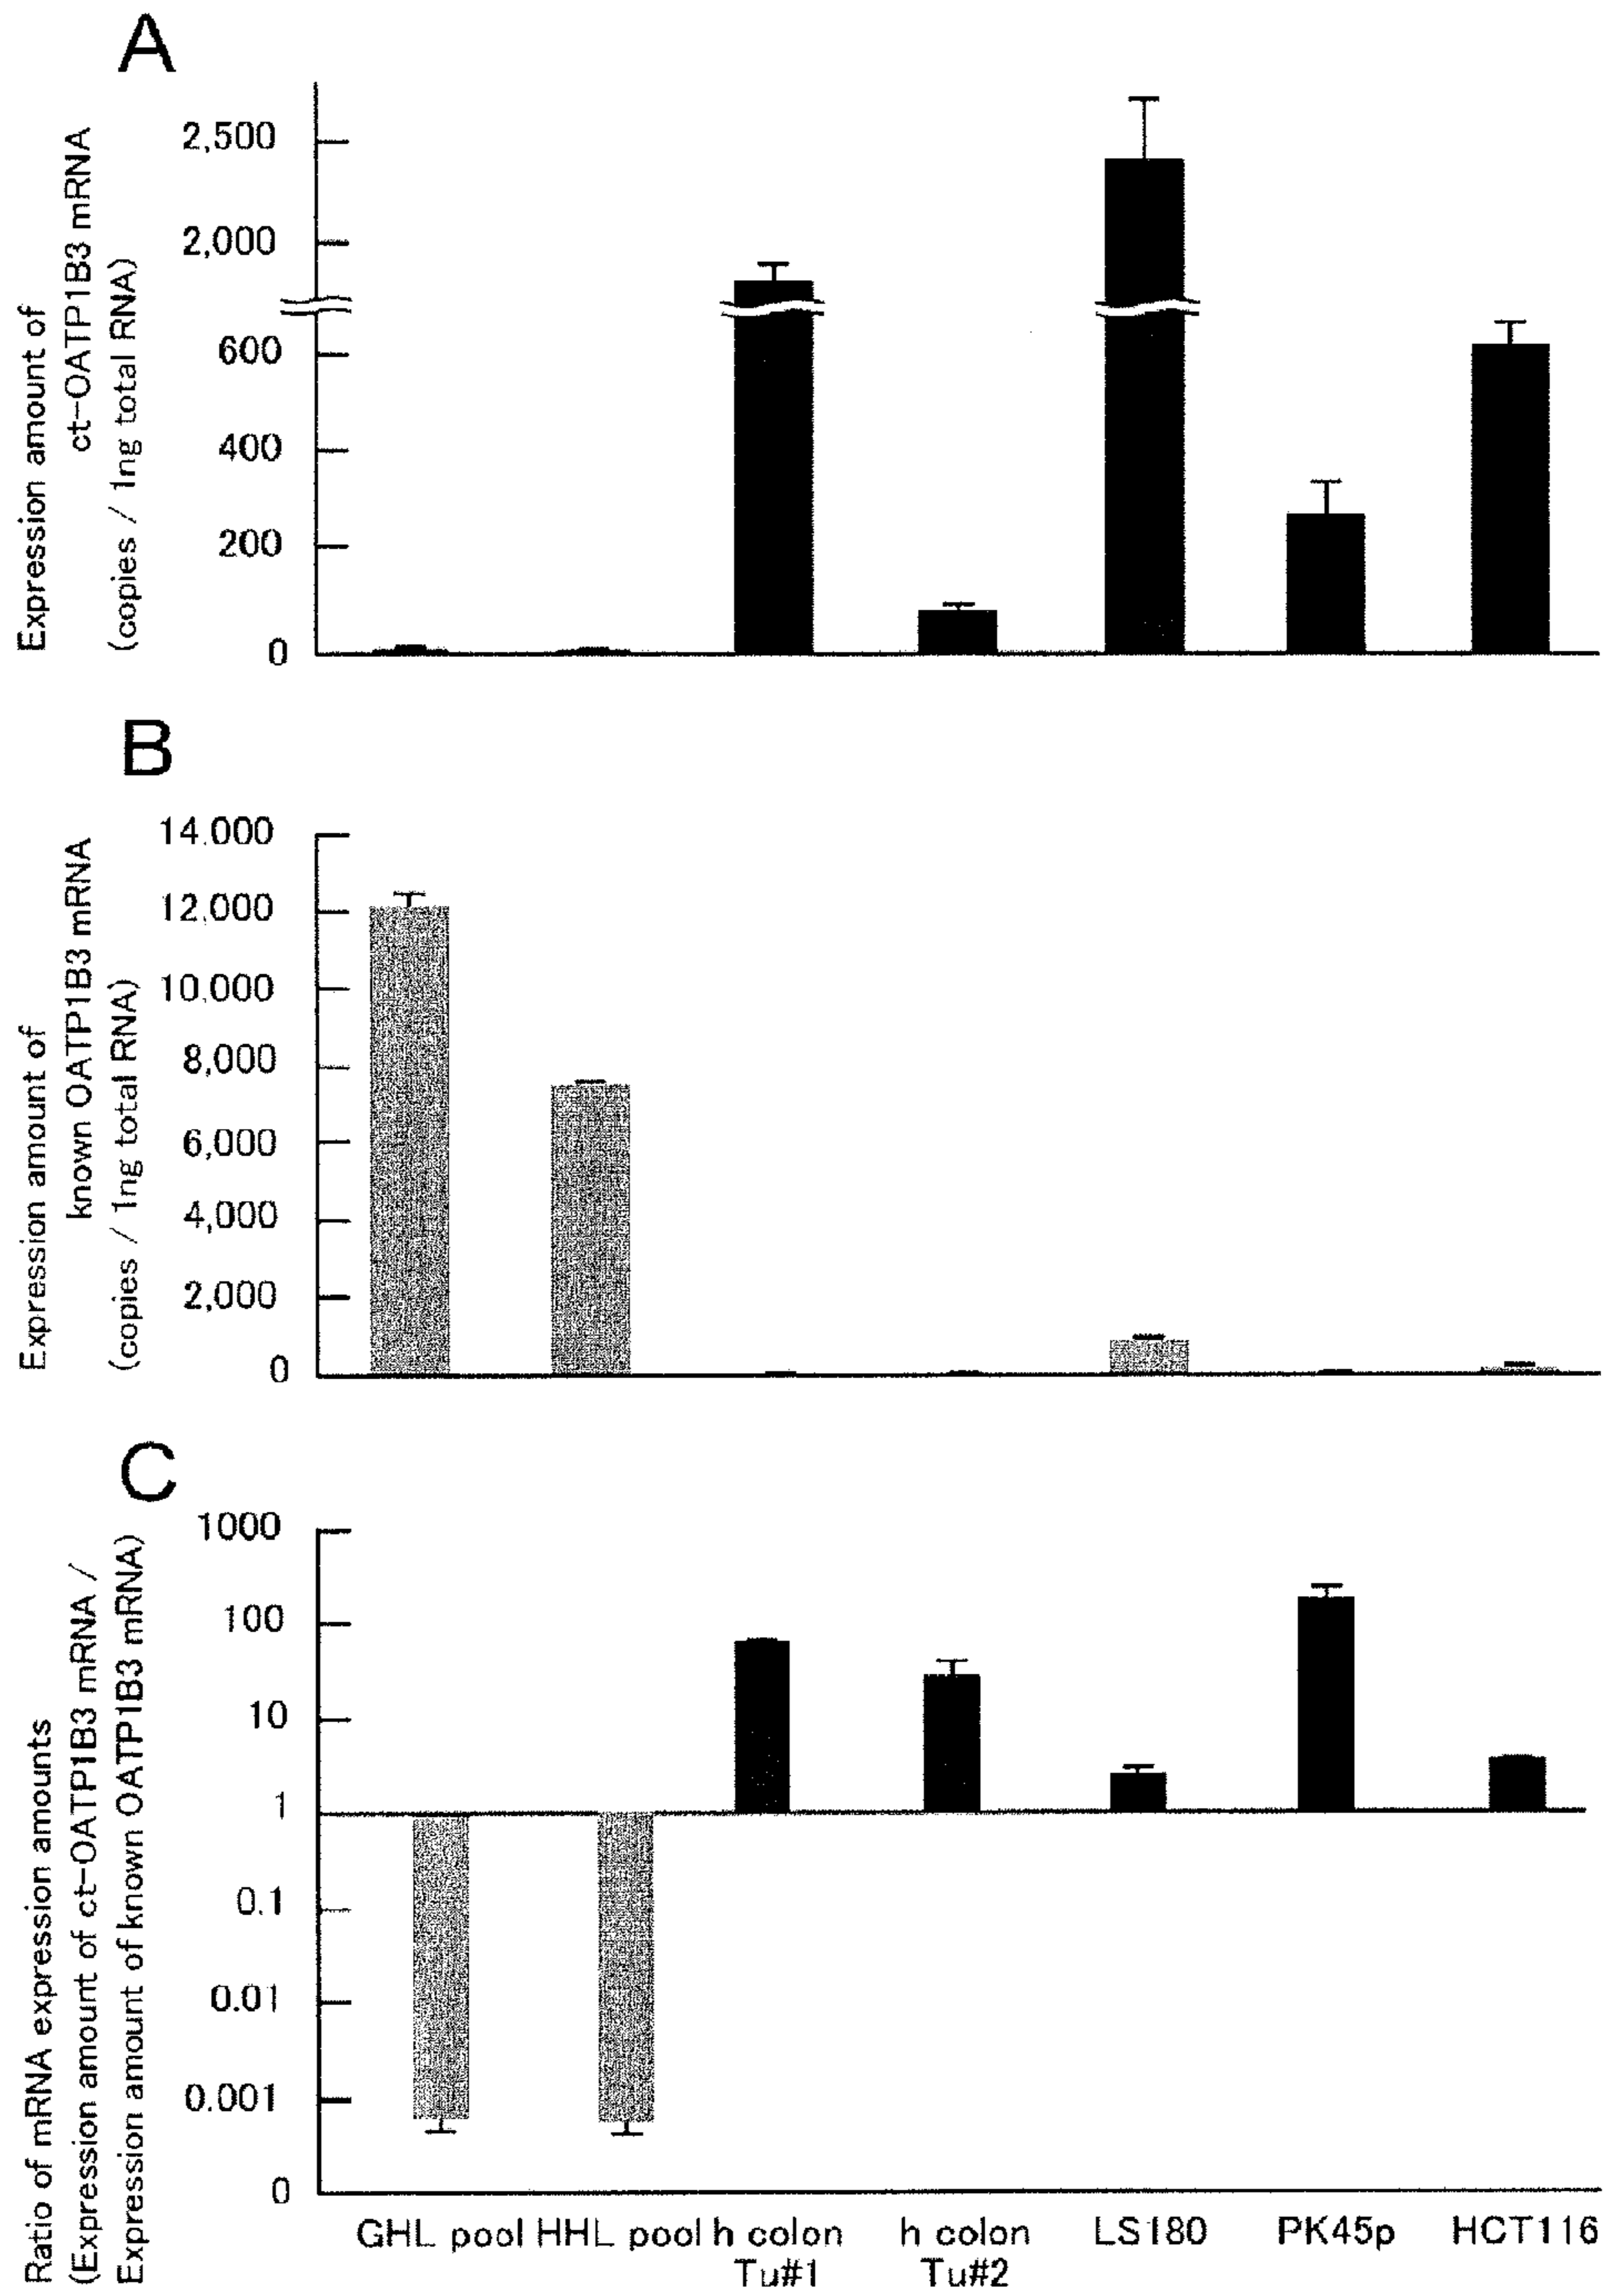 A
Expression amount of
ct-OATP1B3 mRNA
(copies / 1ng total RNA)
2,500
2,000
600
400
200
0
B
Expression amount of
known OATP1B3 mRNA
(copies / 1ng total RNA)
14.000
12,000
10,000
8,000
6,000
4,000
2,000
0
C
Ratio of mRNA expression amounts
(Expression amount of ct-OATP1B3 mRNA /
Expression amount of known OATP1B3 mRNA)
1000
100
10
1
0.1
0.01
0.001
0
GHL pool HHL pool h colon h colon LS180 PK45p HCT116
Tu#1 Tu#2